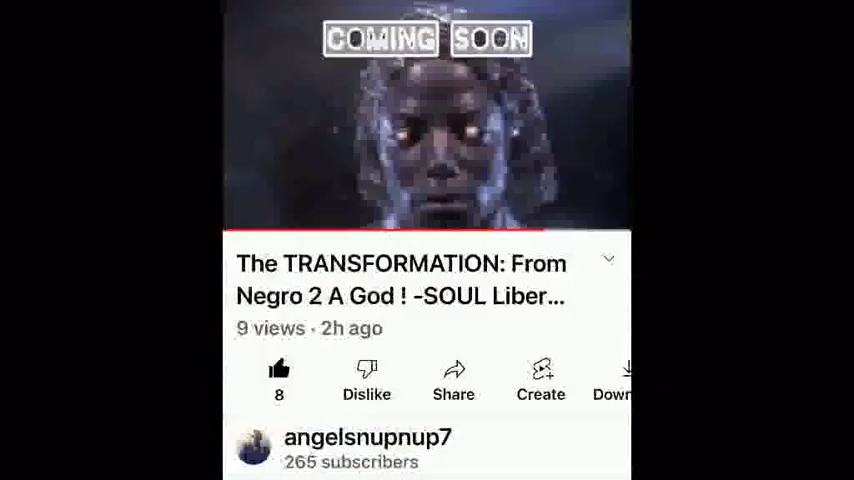 COMING SOON
The TRANSFORMATION: From
Negro 2 A God ! -SOUL Liber...
9 views · 2h ago
8 Dislike Share Create Down
angelsnupnup7
265 subscribers